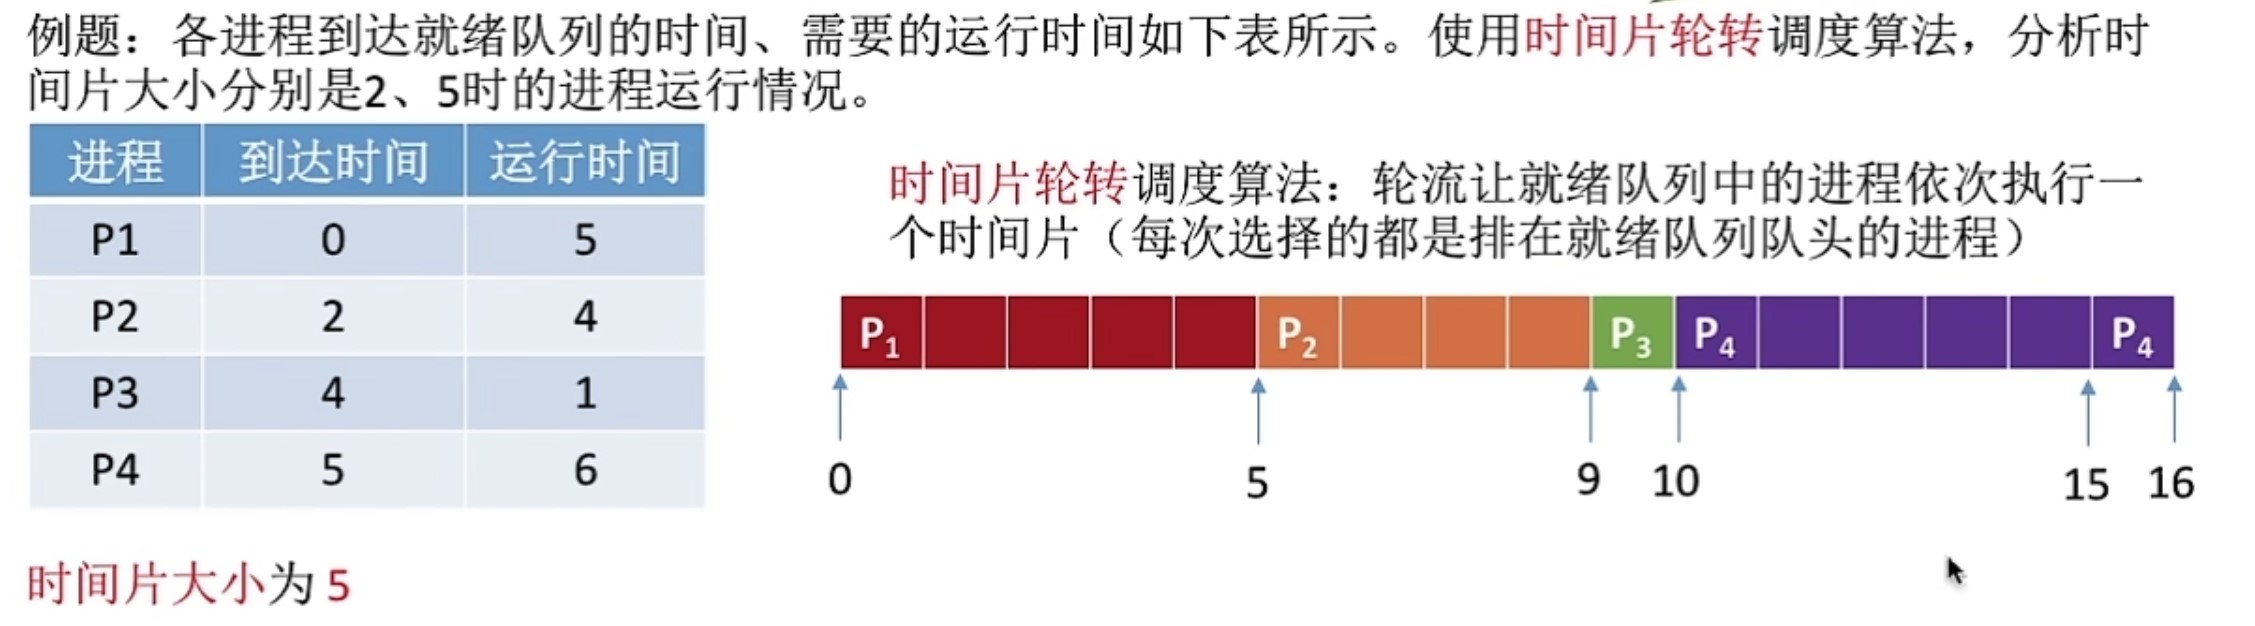 例题：各进程到达就绪队列的时间、需要的运行时间如下表所示。使用时间片轮转调度算法，分析时
间片大小分别是2、5时的进程运行情况。
进程 到达时间 运行时间
P1 0 5
P2 2 4
P3 4 1
P4 5 6
时间片轮转调度算法：轮流让就绪队列中的进程依次执行一
个时间片（每次选择的都是排在就绪队列队头的进程）
P1 P2 P3 P4 P4
0 5 9 10 15 16
时间片大小为 5